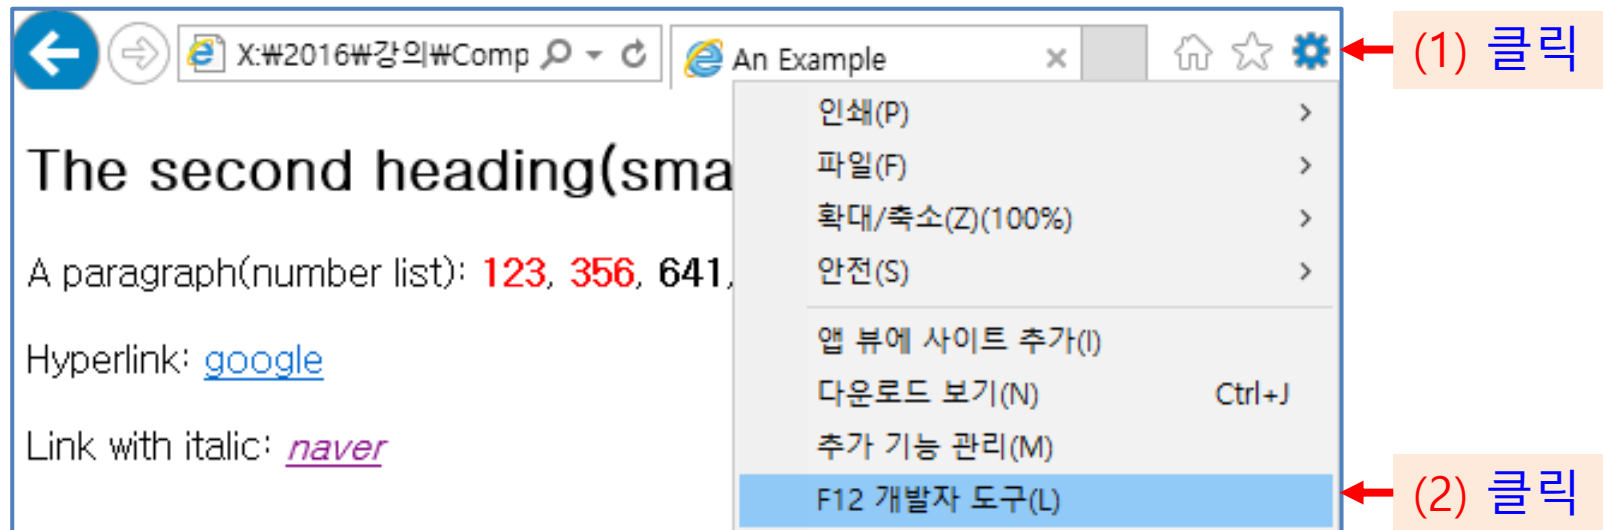 X:₩2016₩강의₩Comp
An Example
(1) 클릭
인쇄(P)
The second heading(sma
파일(F)
확대/축소(Z)(100%)
A paragraph(number list): 123, 356, 641,
안전(S)
앱 뷰에 사이트 추가(I)
Hyperlink: google
다운로드 보기(N) Ctrl+J
Link with italic: naver
추가 기능 관리(M)
F12 개발자 도구(L)
(2) 클릭